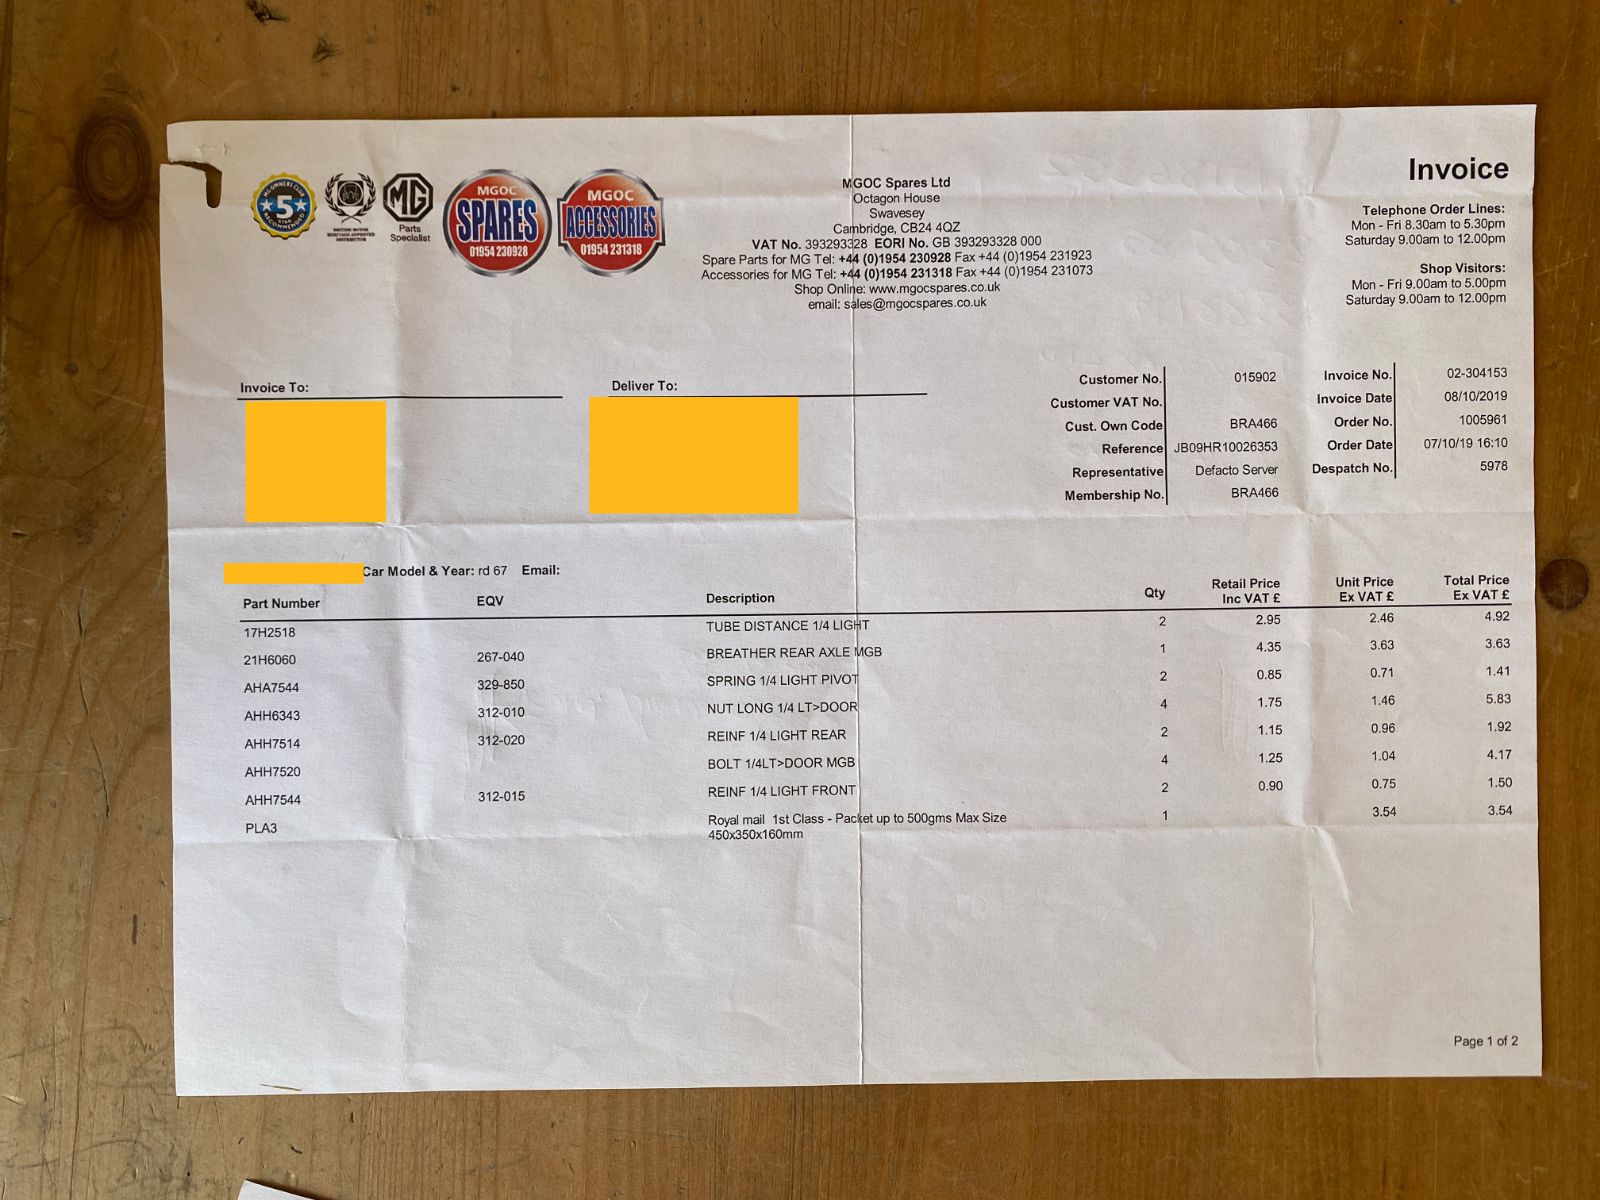 Invoice
MG OWNERS CLUB
5
STAR
RECOMMENDED
BRITISH MOTOR
HERITAGE APPROVED
DISTRIBUTOR
MG
Parts
Specialist
MGOC
SPARES
01954 230928
MGOC
ACCESSORIES
01954 231318
MGOC Spares Ltd
Octagon House
Swavesey
Cambridge, CB24 4QZ
VAT No. 393293328 EORI No. GB 393293328 000
Spare Parts for MG Tel: +44 (0)1954 230928 Fax +44 (0)1954 231923
Accessories for MG Tel: +44 (0)1954 231318 Fax +44 (0)1954 231073
Shop Online: www.mgocspares.co.uk
email: sales@mgocspares.co.uk
Telephone Order Lines:
Mon - Fri 8.30am to 5.30pm
Saturday 9.00am to 12.00pm
Shop Visitors:
Mon - Fri 9.00am to 5.00pm
Saturday 9.00am to 12.00pm
Invoice To:
Deliver To:
Customer No. 015902
Customer VAT No.
Cust. Own Code BRA466
Reference JB09HR10026353
Representative Defacto Server
Membership No. BRA466
Invoice No. 02-304153
Invoice Date 08/10/2019
Order No. 1005961
Order Date 07/10/19 16:10
Despatch No. 5978
Car Model & Year: rd 67 Email:
Part Number EQV Description Qty Retail Price Inc VAT £ Unit Price Ex VAT £ Total Price Ex VAT £
17H2518 TUBE DISTANCE 1/4 LIGHT 2 2.95 2.46 4.92
21H6060 267-040 BREATHER REAR AXLE MGB 1 4.35 3.63 3.63
AHA7544 329-850 SPRING 1/4 LIGHT PIVOT 2 0.85 0.71 1.41
AHH6343 312-010 NUT LONG 1/4 LT>DOOR 4 1.75 1.46 5.83
AHH7514 312-020 REINF 1/4 LIGHT REAR 2 1.15 0.96 1.92
AHH7520 BOLT 1/4LT>DOOR MGB 4 1.25 1.04 4.17
AHH7544 312-015 REINF 1/4 LIGHT FRONT 2 0.90 0.75 1.50
PLA3 Royal mail 1st Class - Packet up to 500gms Max Size 1 3.54 3.54
450x350x160mm
Page 1 of 2